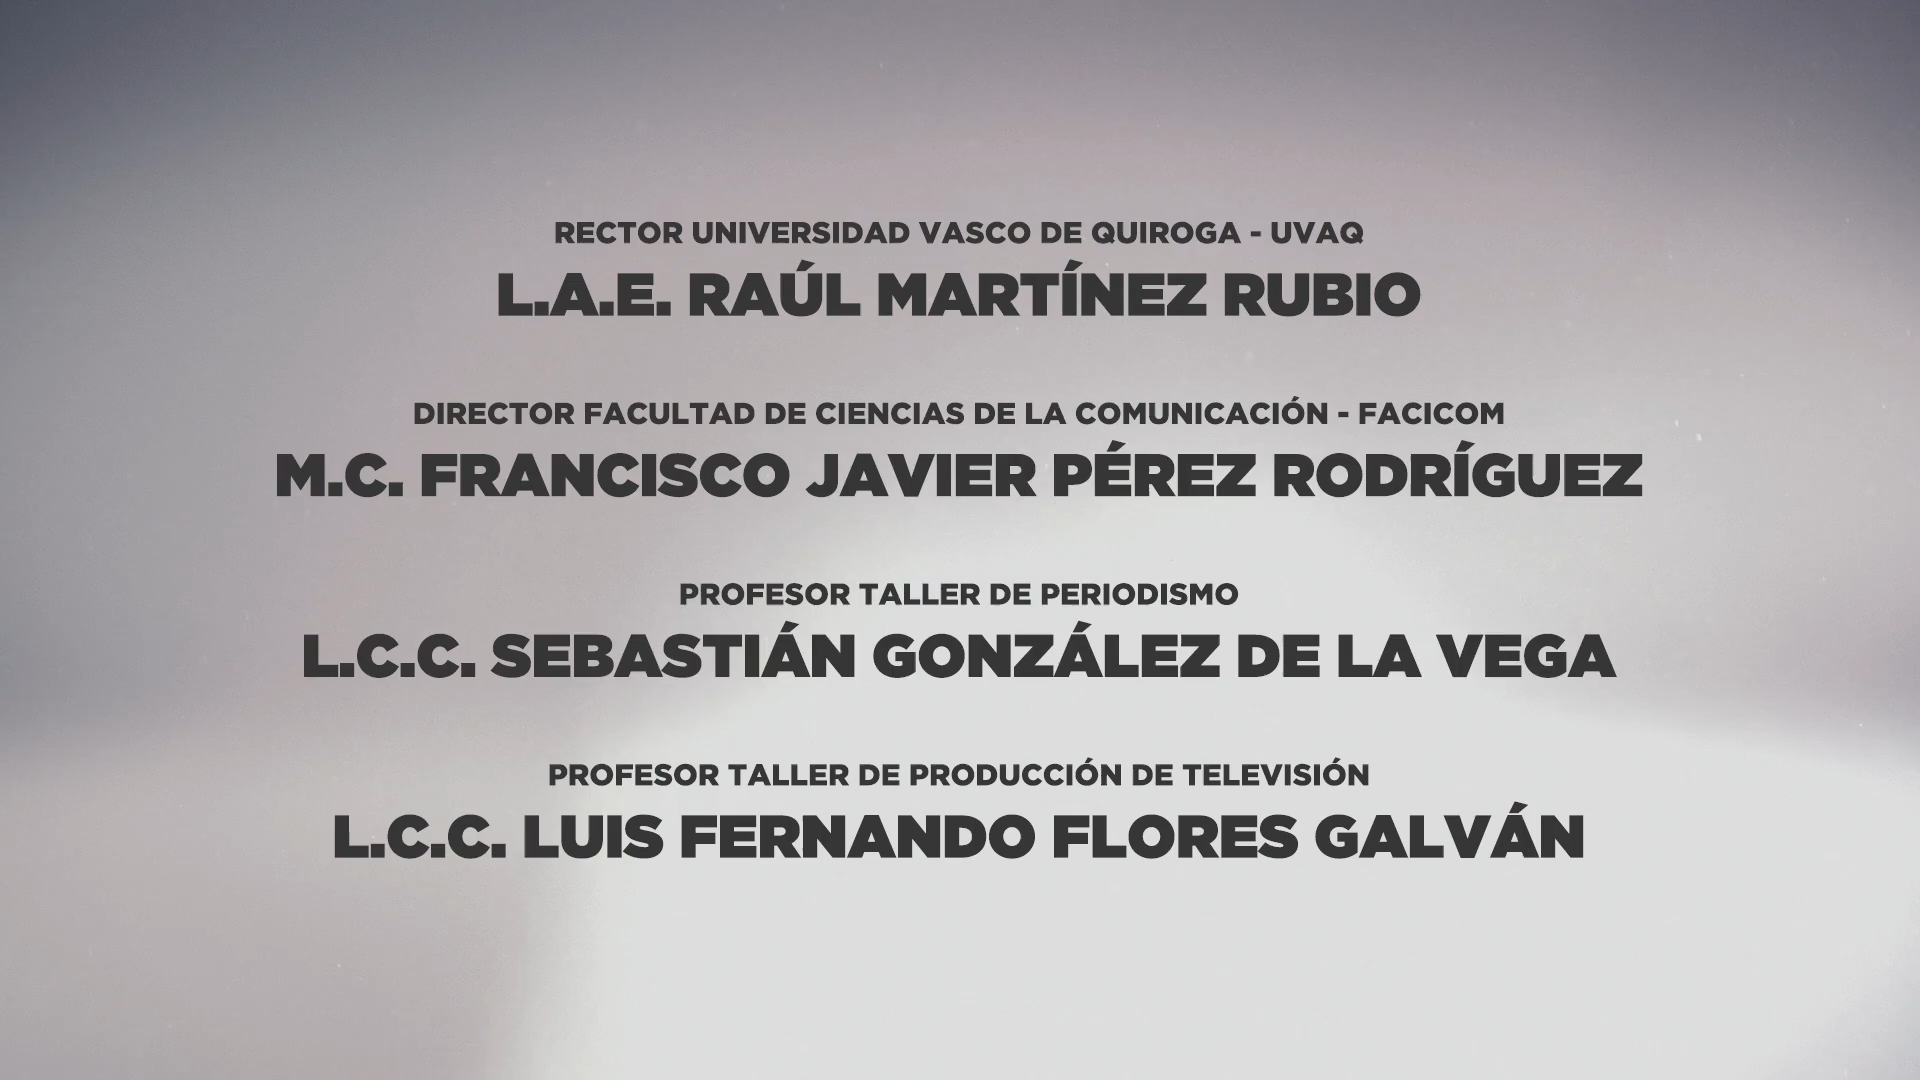 RECTOR UNIVERSIDAD VASCO DE QUIROGA - UVAQ
L.A.E. RAÚL MARTÍNEZ RUBIO
DIRECTOR FACULTAD DE CIENCIAS DE LA COMUNICACIÓN - FACICOM
M.C. FRANCISCO JAVIER PÉREZ RODRÍGUEZ
PROFESOR TALLER DE PERIODISMO
L.C.C. SEBASTIÁN GONZÁLEZ DE LA VEGA
PROFESOR TALLER DE PRODUCCIÓN DE TELEVISIÓN
L.C.C. LUIS FERNANDO FLORES GALVÁN